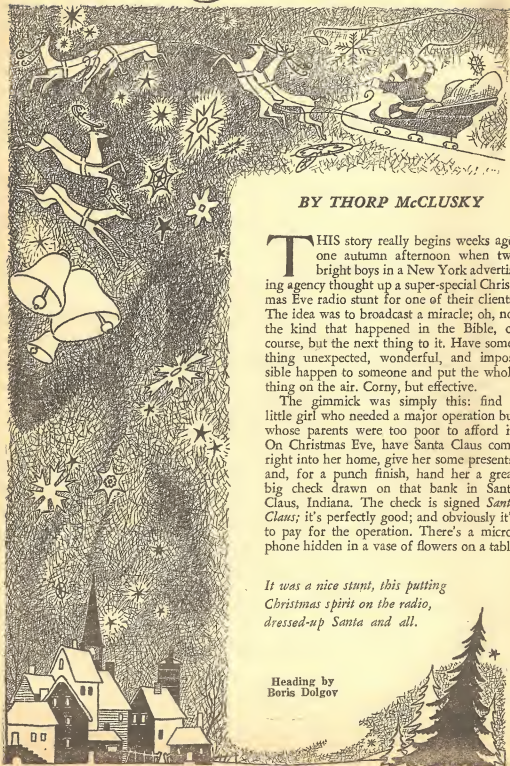 BY THORP McCLUSKY
THIS story really begins weeks ag
one autumn afternoon when tw
bright boys in a New York adverti
ing agency thought up a super-special Chris
mas Eve radio stunt for one of their client
The idea was to broadcast a miracle; oh, no
the kind that happened in the Bible, o
course, but the next thing to it. Have some
thing unexpected, wonderful, and impo
sible happen to someone and put the whol
thing on the air. Corny, but effective.
The gimmick was simply this: find
little girl who needed a major operation bu
whose parents were too poor to afford i
On Christmas Eve, have Santa Claus com
right into her home, give her some present
and, for a punch finish, hand her a grea
big check drawn on that bank in Sant
Claus, Indiana. The check is signed Sant
Claus; it's perfectly good; and obviously it'
to pay for the operation. There's a micro
phone hidden in a vase of flowers on a tabl
It was a nice stunt, this putting
Christmas spirit on the radio,
dressed-up Santa and all.
Heading by
Boris Dolgov